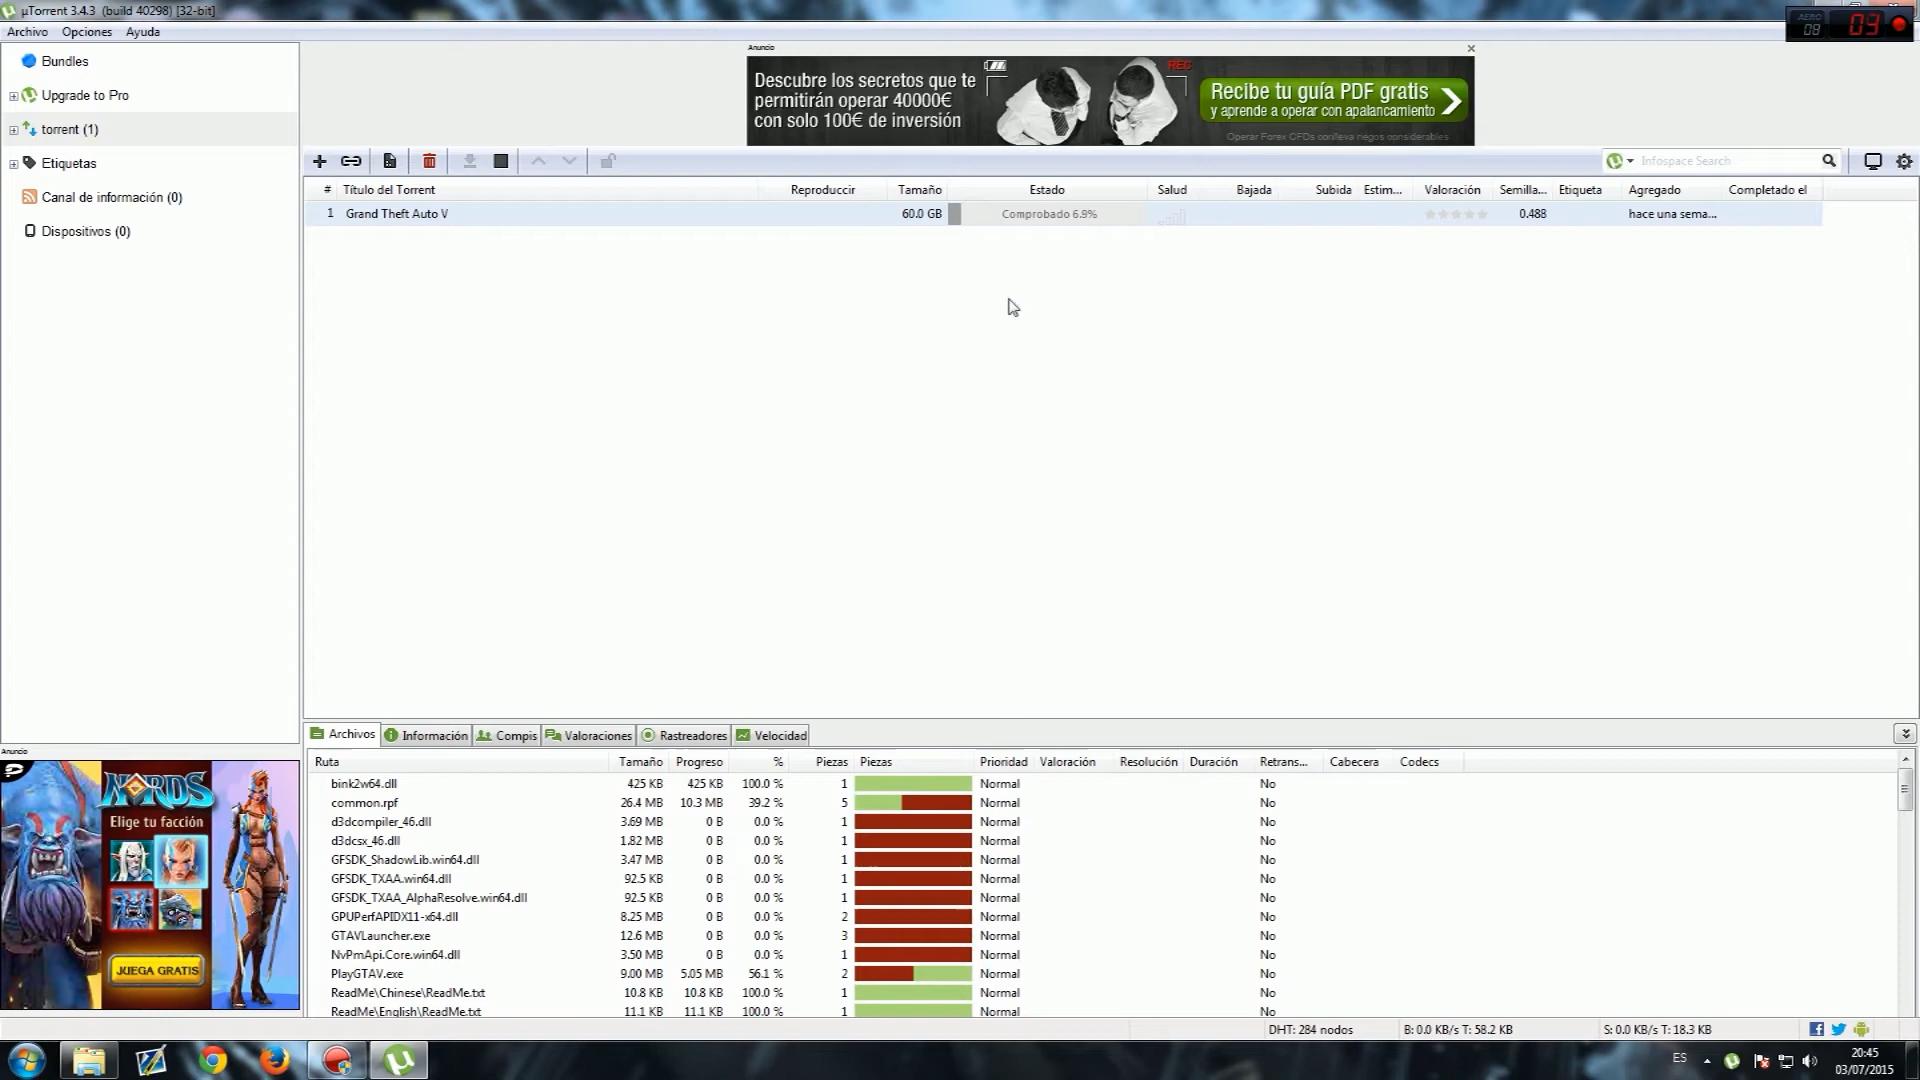 µTorrent 3.4.3 (build 40298) [32-bit]
Archivo Opciones Ayuda
AERO
08
03
Bundles
Upgrade to Pro
torrent (1)
Etiquetas
Canal de información (0)
Dispositivos (0)
Anuncio
Descubre los secretos que te
permitirán operar 40000€
con solo 100€ de inversión
REC
Recibe tu guía PDF gratis
y aprende a operar con apalancamiento
Operar Forex CFDs conlleva riegos considerables
Infospace Search
# Título del Torrent Reproduccir Tamaño Estado Salud Bajada Subida Estim... Valoración Semilla... Etiqueta Agregado Completado el
1 Grand Theft Auto V 60.0 GB Comprobado 6.9% 0.488 hace una sema...
Archivos Información Compis Valoraciones Rastreadores Velocidad
Ruta Tamaño Progreso % Piezas Piezas Prioridad Valoración Resolución Duración Retrans... Cabecera Codecs
bink2w64.dll 425 KB 425 KB 100.0 % 1 Normal No
common.rpf 26.4 MB 10.3 MB 39.2 % 5 Normal No
d3dcompiler_46.dll 3.69 MB 0 B 0.0 % 1 Normal No
d3dcsx_46.dll 1.82 MB 0 B 0.0 % 1 Normal No
GFSDK_ShadowLib.win64.dll 3.47 MB 0 B 0.0 % 1 Normal No
GFSDK_TXAA.win64.dll 92.5 KB 0 B 0.0 % 1 Normal No
GFSDK_TXAA_AlphaResolve.win64.dll 92.5 KB 0 B 0.0 % 1 Normal No
GPUPerfAPIDX11-x64.dll 8.25 MB 0 B 0.0 % 2 Normal No
GTAVLauncher.exe 12.6 MB 0 B 0.0 % 3 Normal No
NvPmApi.Core.win64.dll 3.50 MB 0 B 0.0 % 1 Normal No
PlayGTAV.exe 9.00 MB 5.05 MB 56.1 % 2 Normal No
ReadMe\Chinese\ReadMe.txt 10.8 KB 10.8 KB 100.0 % 1 Normal No
ReadMe\English\ReadMe.txt 11.1 KB 11.1 KB 100.0 % 1 Normal No
Anuncio
NORDS
Elige tu facción
JUEGA GRATIS
DHT: 284 nodos B: 0.0 KB/s T: 58.2 KB S: 0.0 KB/s T: 18.3 KB
ES
20:45
03/07/2015